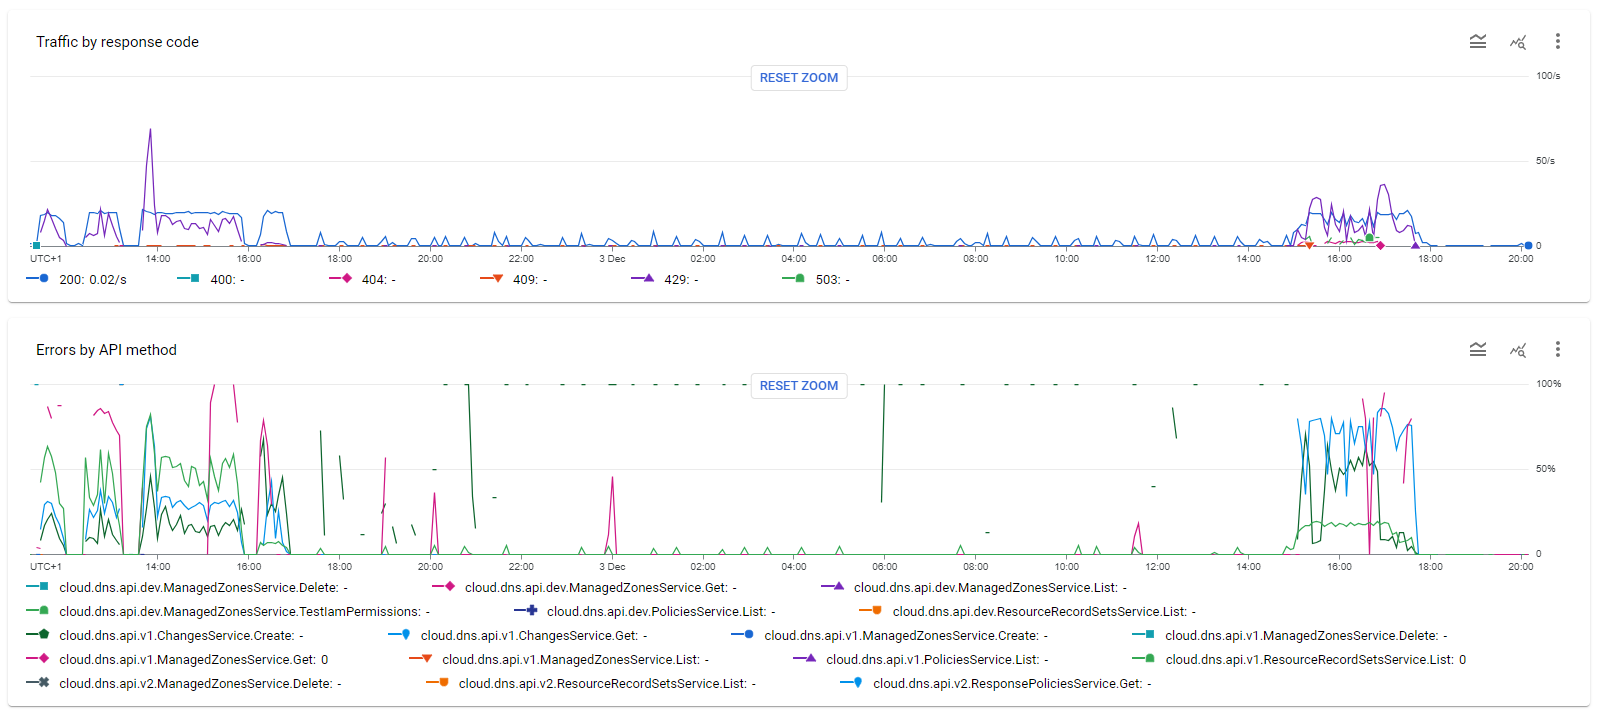 Traffic by response code
RESET ZOOM
100/s
50/s
0
UTC+1 14:00 16:00 18:00 20:00 22:00 3 Dec 02:00 04:00 06:00 08:00 10:00 12:00 14:00 16:00 18:00 20:00
200: 0.02/s 400: - 404: - 409: - 429: - 503: -
Errors by API method
RESET ZOOM
100%
50%
0
UTC+1 14:00 16:00 18:00 20:00 22:00 3 Dec 02:00 04:00 06:00 08:00 10:00 12:00 14:00 16:00 18:00 20:00
cloud.dns.api.dev.ManagedZonesService.Delete: - cloud.dns.api.dev.ManagedZonesService.Get: - cloud.dns.api.dev.ManagedZonesService.List: -
cloud.dns.api.dev.ManagedZonesService.TestIamPermissions: - cloud.dns.api.dev.PoliciesService.List: - cloud.dns.api.dev.ResourceRecordSetsService.List: -
cloud.dns.api.v1.ChangesService.Create: - cloud.dns.api.v1.ChangesService.Get: - cloud.dns.api.v1.ManagedZonesService.Create: - cloud.dns.api.v1.ManagedZonesService.Delete: -
cloud.dns.api.v1.ManagedZonesService.Get: 0 cloud.dns.api.v1.ManagedZonesService.List: - cloud.dns.api.v1.PoliciesService.List: - cloud.dns.api.v1.ResourceRecordSetsService.List: 0
cloud.dns.api.v2.ManagedZonesService.Delete: - cloud.dns.api.v2.ResourceRecordSetsService.List: - cloud.dns.api.v2.ResponsePoliciesService.Get: -